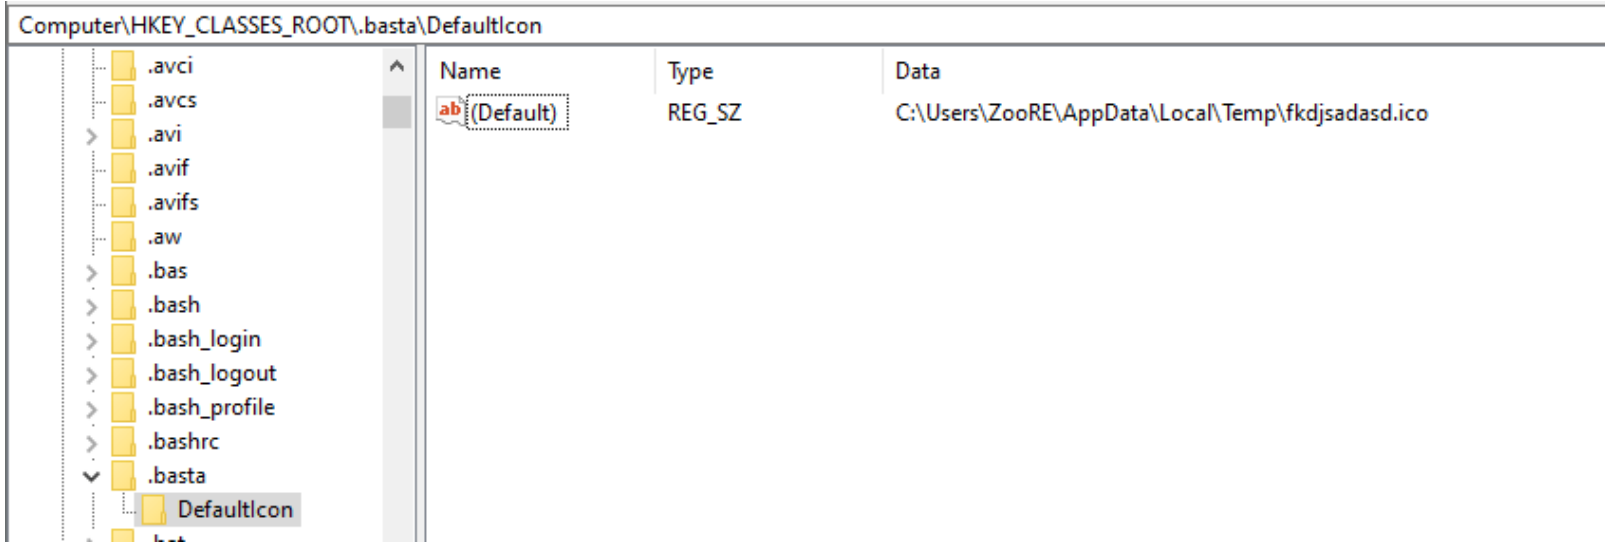 Computer\HKEY_CLASSES_ROOT\.basta\DefaultIcon
.avci
.avcs
.avi
.avif
.avifs
.aw
.bas
.bash
.bash_login
.bash_logout
.bash_profile
.bashrc
.basta
DefaultIcon
.bat
Name Type Data
ab (Default) REG_SZ C:\Users\ZooRE\AppData\Local\Temp\fkdjsadasd.ico